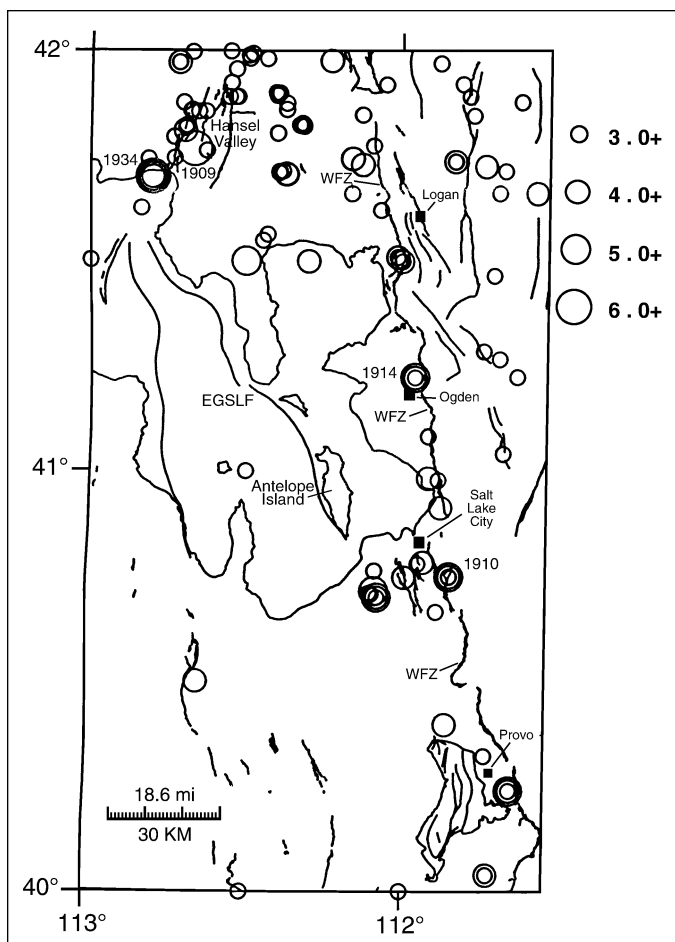 42°
Hansel
Valley
1934
1909
WFZ
Logan
3.0+
4.0+
5.0+
6.0+
1914
Ogden
EGSLF
WFZ
41°
Antelope
Island
Salt
Lake
City
1910
WFZ
Provo
18.6 mi
30 KM
40°
113°
112°